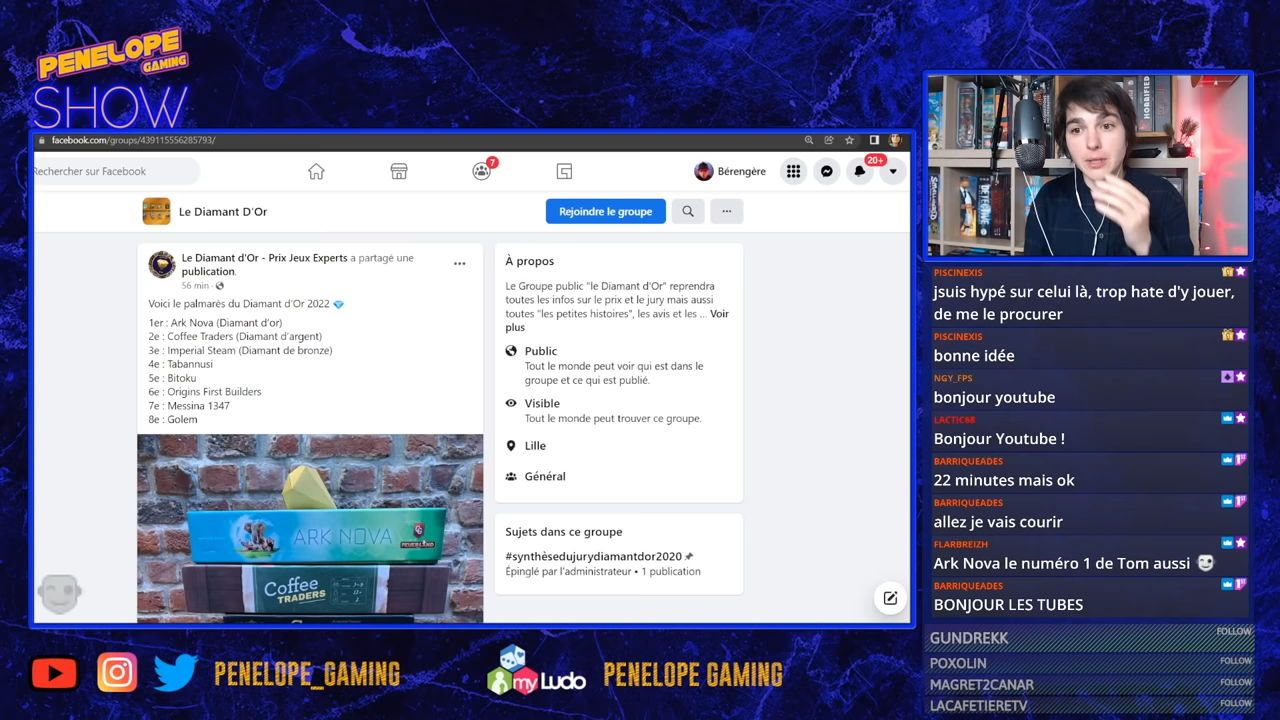 PENELOPE
GAMING
SHOW
facebook.com/groups/439115556285793/
Rechercher sur Facebook
7
Bérengère
20+
Le Diamant D'Or
Rejoindre le groupe
Le Diamant d'Or - Prix Jeux Experts a partagé une
publication.
56 min
Voici le palmarès du Diamant d'Or 2022
1er : Ark Nova (Diamant d'or)
2e : Coffee Traders (Diamant d'argent)
3e : Imperial Steam (Diamant de bronze)
4e : Tabannusi
5e : Bitoku
6e : Origins First Builders
7e : Messina 1347
8e : Golem
ARK NOVA
FEUERLAND
Coffee
TRADERS
À propos
Le Groupe public "le Diamant d'Or" reprendra
toutes les infos sur le prix et le jury mais aussi
toutes "les petites histoires", les avis et les ... Voir
plus
Public
Tout le monde peut voir qui est dans le
groupe et ce qui est publié.
Visible
Tout le monde peut trouver ce groupe.
Lille
Général
Sujets dans ce groupe
#synthèsedujurydiamantdor2020
Épinglé par l'administrateur • 1 publication
HORRIFIED
DETECTIVE
PISCINEXIS
jsuis hypé sur celui là, trop hate d'y jouer,
de me le procurer
PISCINEXIS
bonne idée
NGY_FPS
bonjour youtube
LACTIC68
Bonjour Youtube !
BARRIQUEADES
22 minutes mais ok
BARRIQUEADES
allez je vais courir
FLARBREIZH
Ark Nova le numéro 1 de Tom aussi
BARRIQUEADES
BONJOUR LES TUBES
GUNDREKK FOLLOW
POXOLIN FOLLOW
MAGRET2CANAR FOLLOW
LACAFETIERETV FOLLOW
PENELOPE_GAMING
myLudo
PENELOPE GAMING